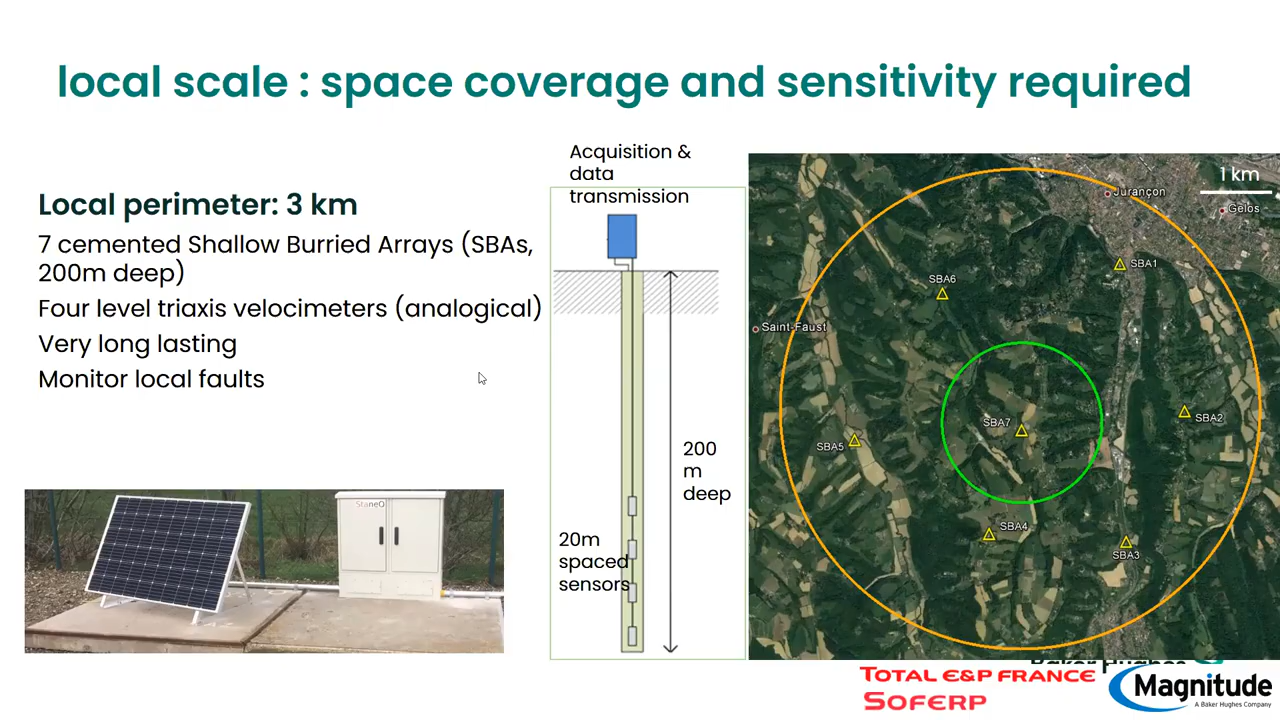 local scale : space coverage and sensitivity required
Local perimeter: 3 km
7 cemented Shallow Burried Arrays (SBAs,
200m deep)
Four level triaxis velocimeters (analogical)
Very long lasting
Monitor local faults
Acquisition &
data
transmission
200
m
deep
20m
spaced
sensors
1 km
Jurançon
Gelos
SBA1
SBA6
Saint-Faust
SBA2
SBA7
SBA5
SBA4
SBA3
StaneO
Baker Hughes
TOTAL E&P FRANCE
SOFERP
Magnitude
A Baker Hughes Company